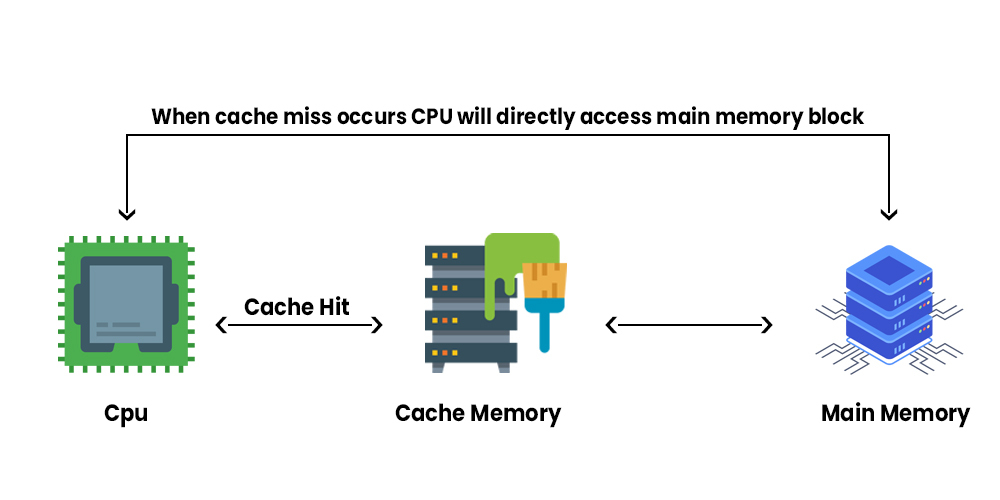 When cache miss occurs CPU will directly access main memory block
Cache Hit
Cpu
Cache Memory
Main Memory